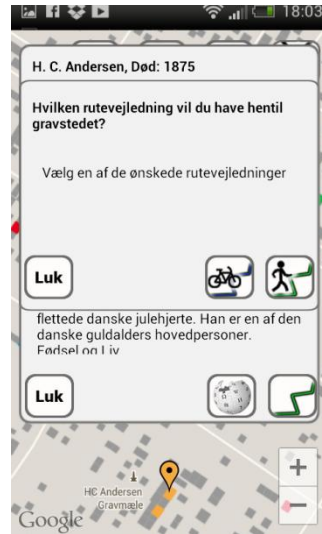 18:03
H. C. Andersen, Død: 1875
Hvilken rutevejledning vil du have hentil
gravstedet?
Vælg en af de ønskede rutevejledninger
Luk
flettede danske julehjerte. Han er en af den
danske guldalders hovedpersoner.
Fødsel og Liv
Luk
HC Andersen
Gravmæle
Google
+
−